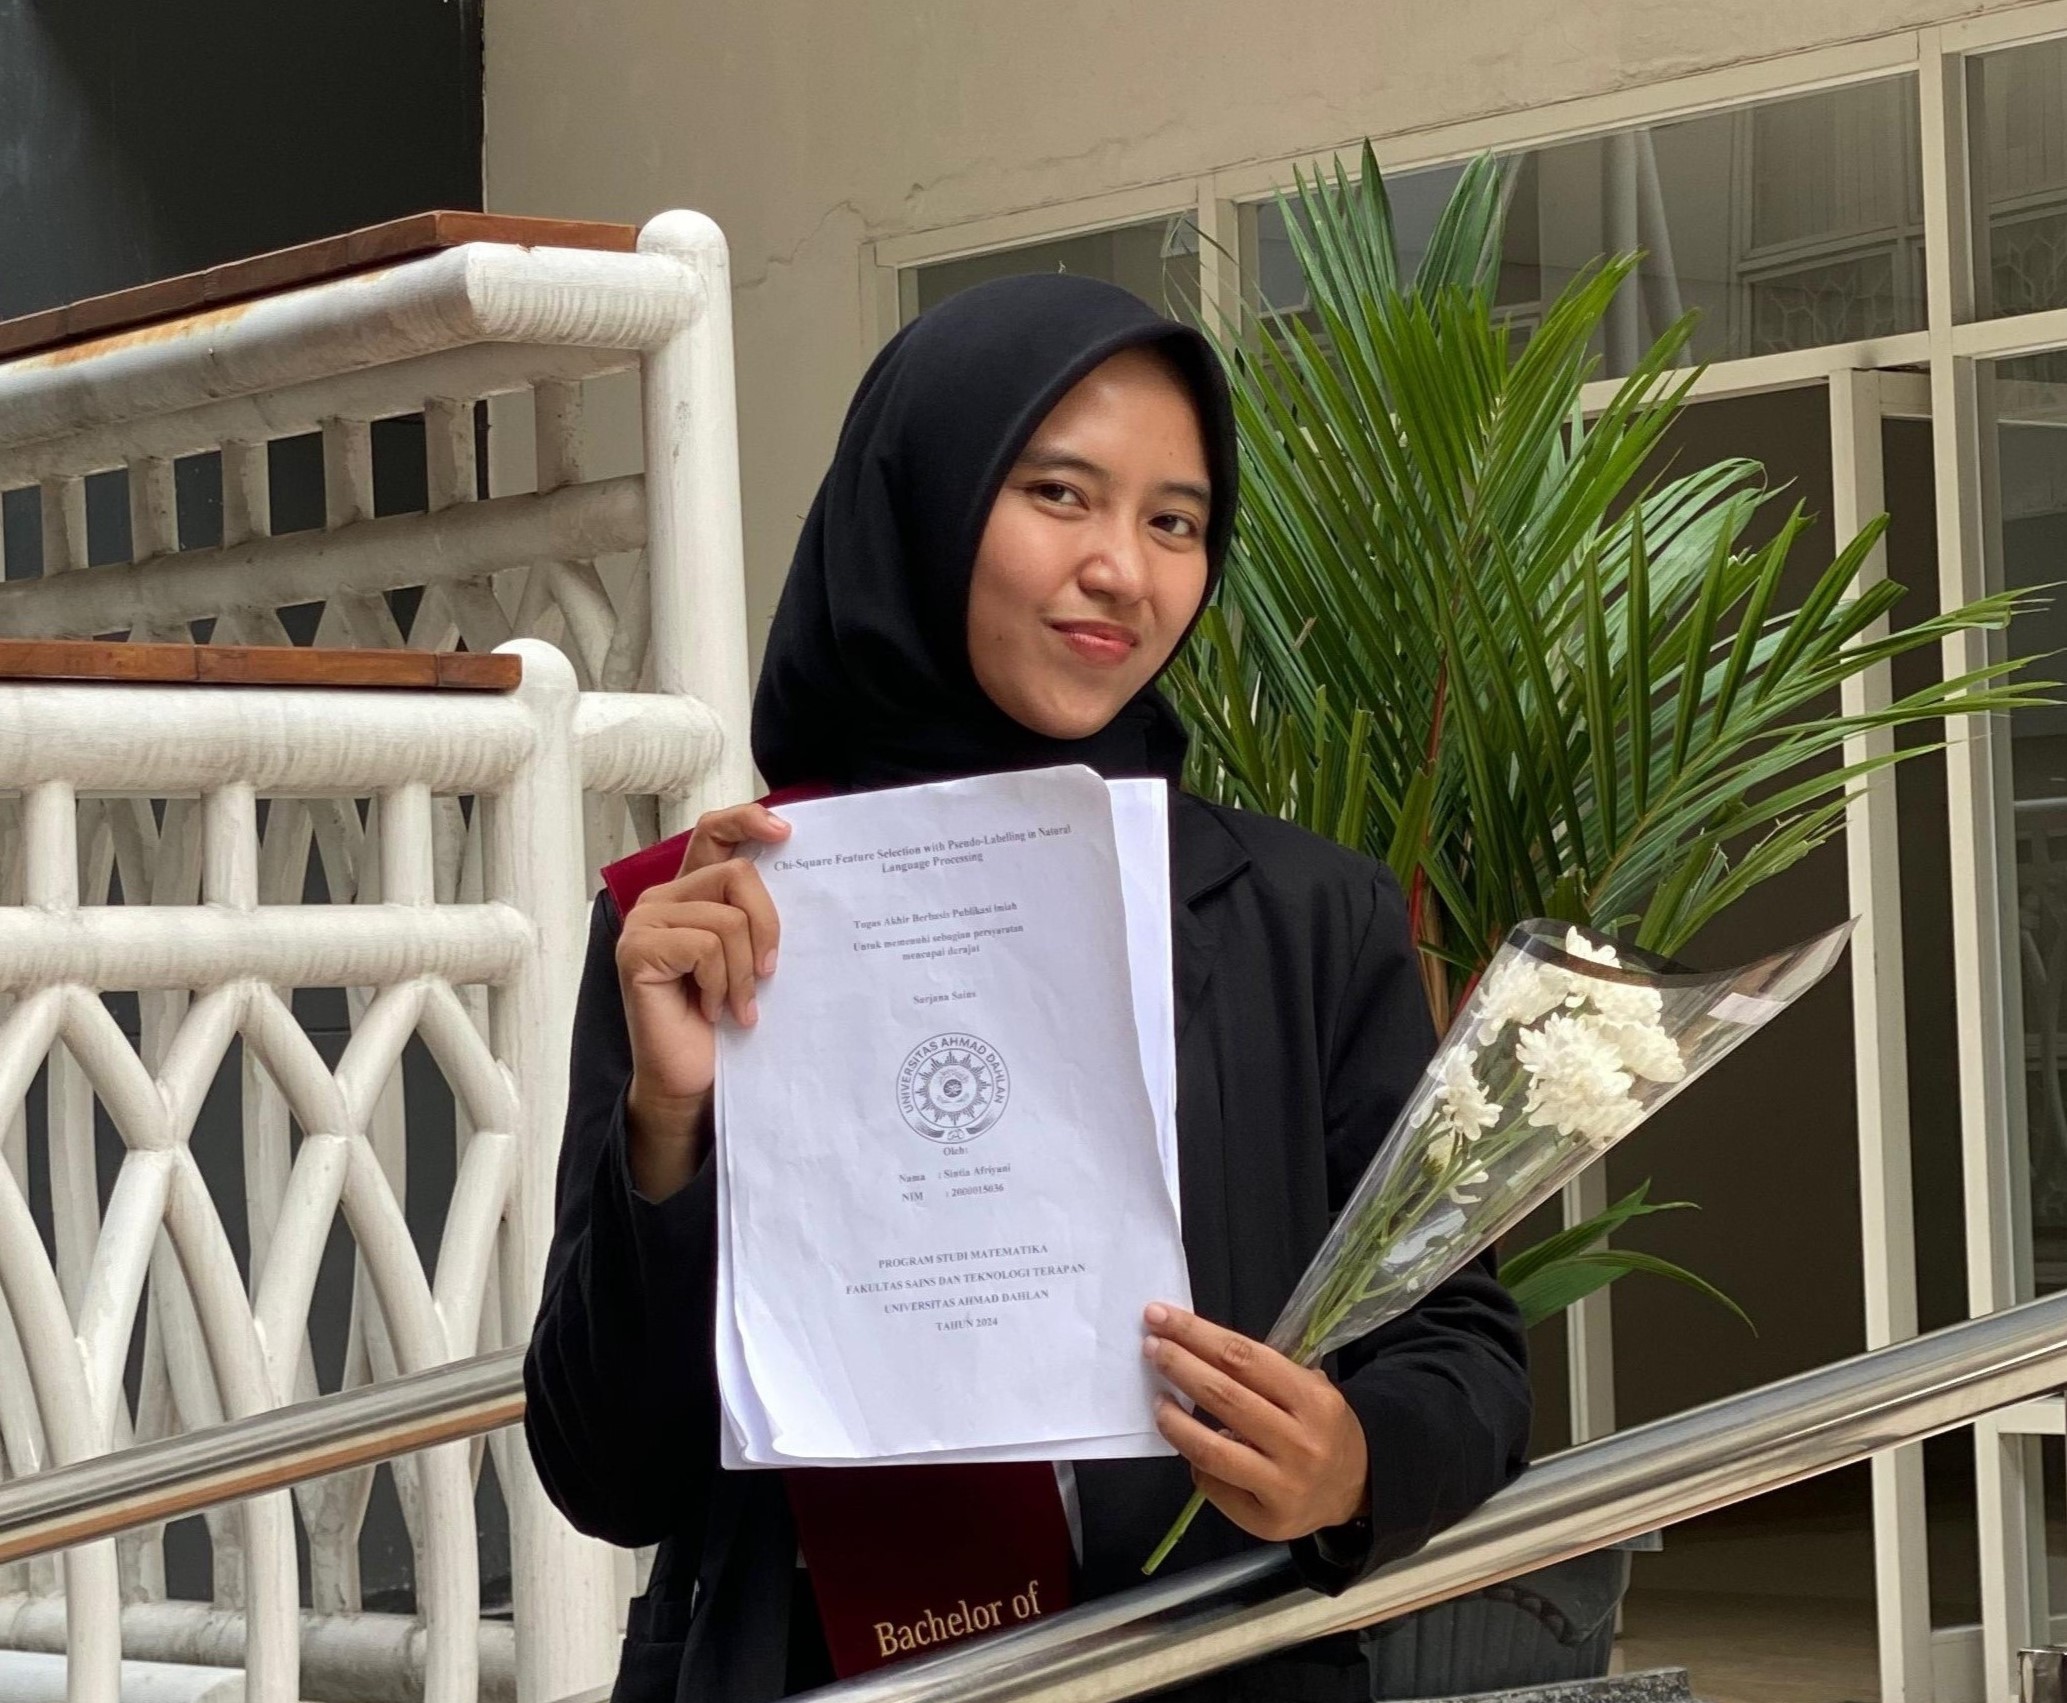 Chi-Square Feature Selection with Pseudo-Labelling in Natural
Language Processing
Tugas Akhir Berbasis Publikasi lmiah
Untuk memenuhi sebagian persyaratan
mencapai derajat
Sarjana Sains
UNIVERSITAS AHMAD DAHLAN
Oleh:
Nama : Sintia Afriyani
NIM : 2000015036
PROGRAM STUDI MATEMATIKA
FAKULTAS SAINS DAN TEKNOLOGI TERAPAN
UNIVERSITAS AHMAD DAHLAN
TAHUN 2024
Bachelor of